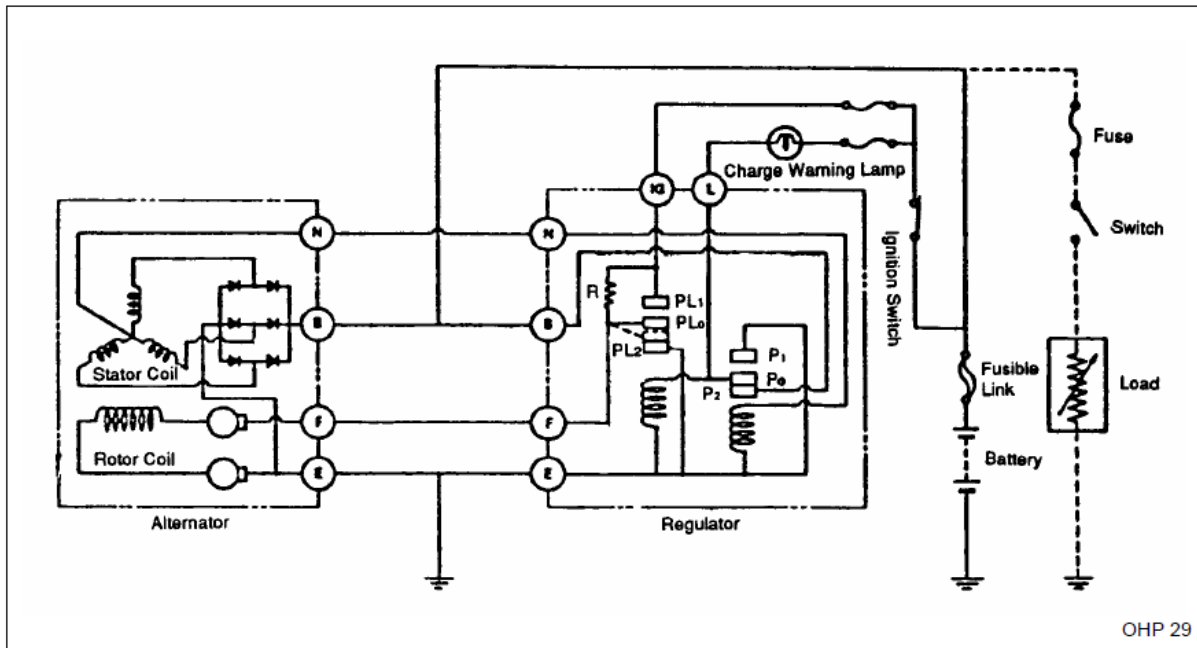 Fuse
Charge Warning Lamp
IG
L
Switch
Ignition Switch
N
N
R
PL1
PL0
B
B
PL2
P1
P0
P2
Stator Coil
Fusible
Link
Load
F
F
Rotor Coil
Battery
E
E
Alternator
Regulator
OHP 29